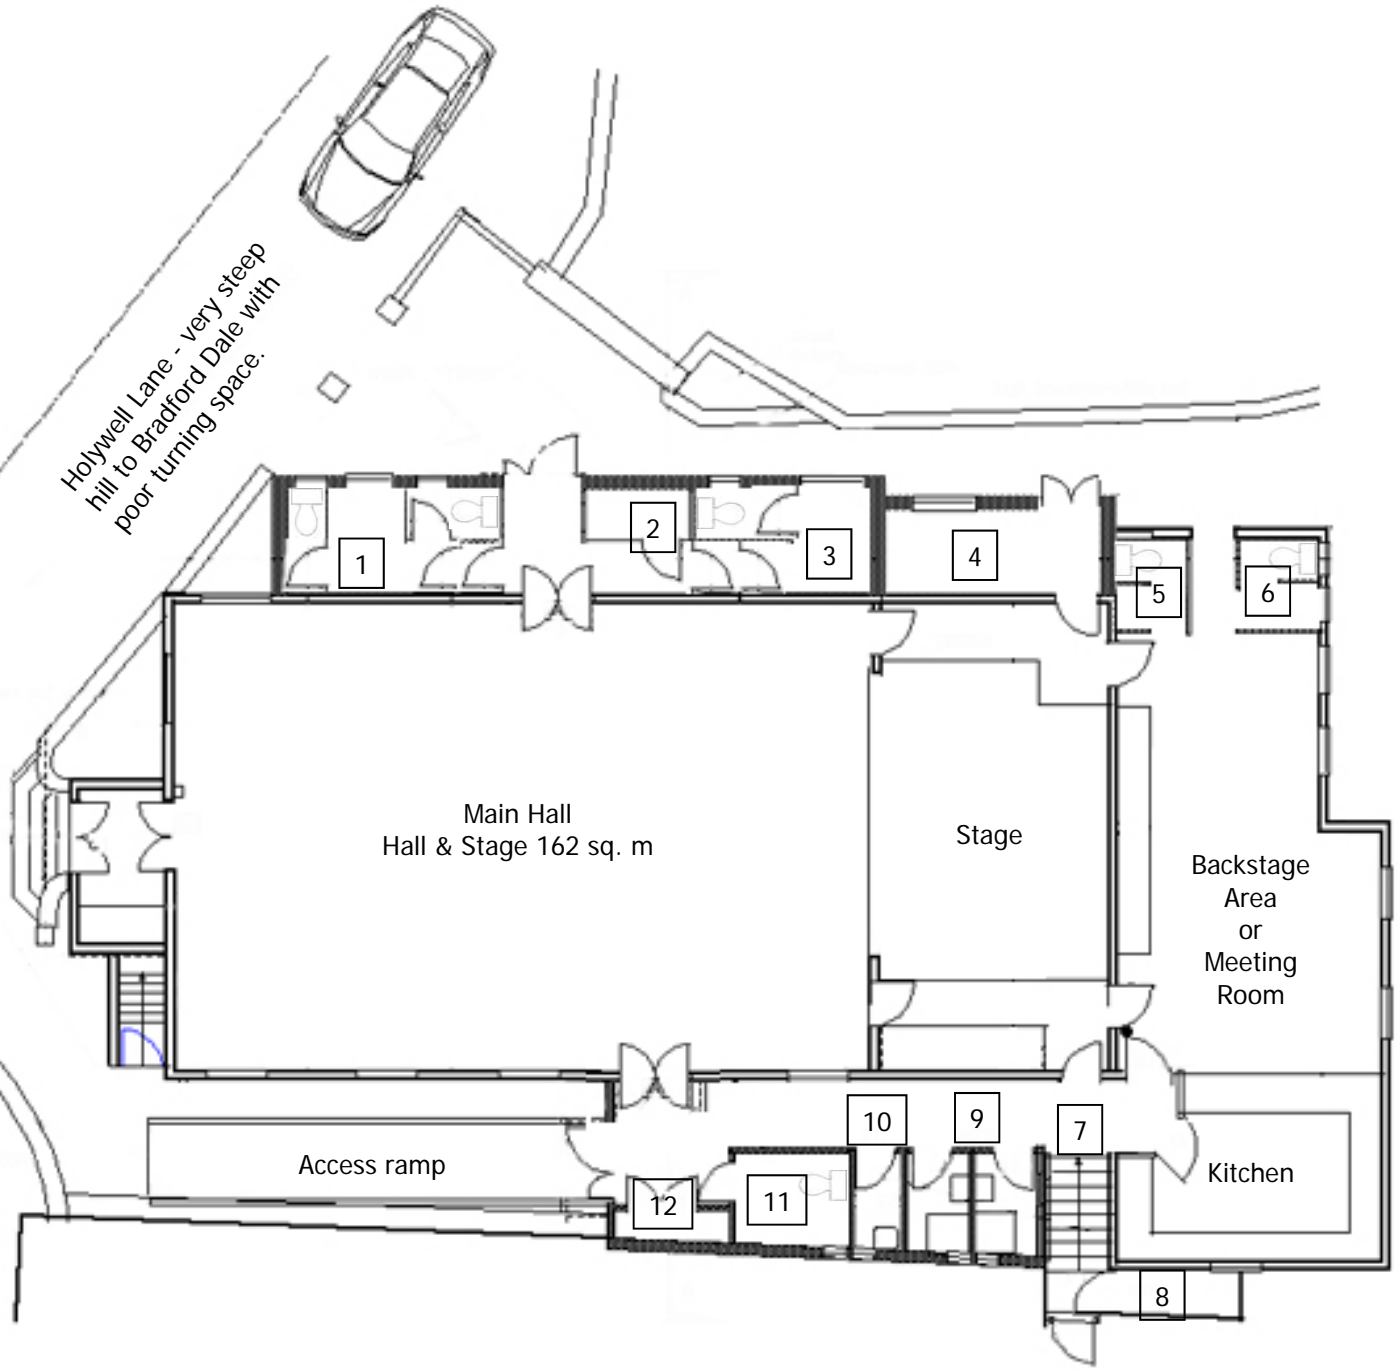 Holywell Lane - very steep
hill to Bradford Dale with
poor turning space.
1
2
3
4
5
6
Main Hall
Hall & Stage 162 sq. m
Stage
Backstage
Area
or
Meeting
Room
10
9
7
Access ramp
12
11
Kitchen
8